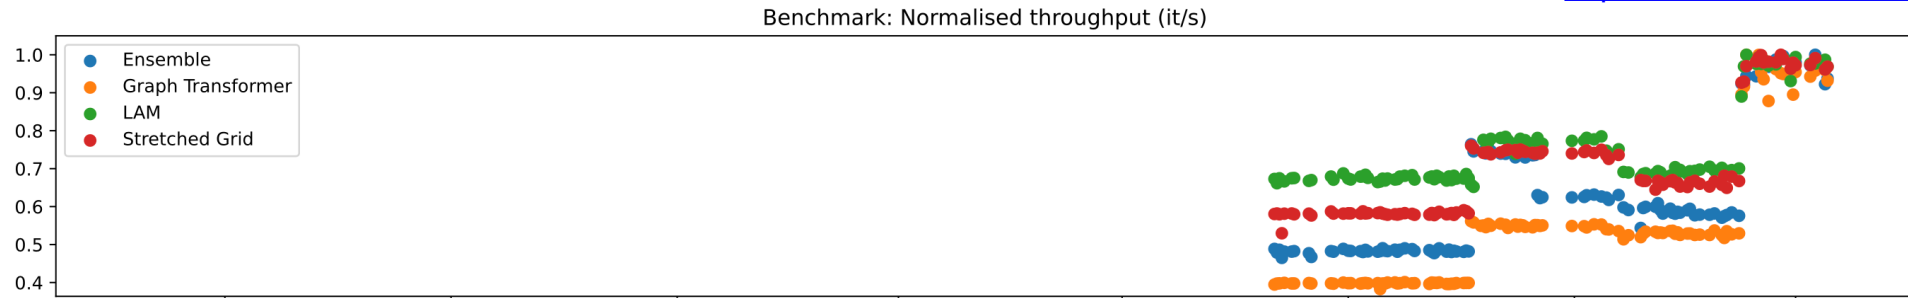 Benchmark: Normalised throughput (it/s)
1.0
0.9
0.8
0.7
0.6
0.5
0.4
Ensemble
Graph Transformer
LAM
Stretched Grid